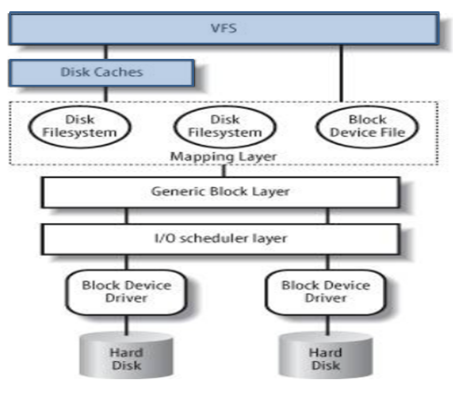 VFS
Disk Caches
Disk
Filesystem
Disk
Filesystem
Block
Device File
Mapping Layer
Generic Block Layer
I/O scheduler layer
Block Device
Driver
Block Device
Driver
Hard
Disk
Hard
Disk